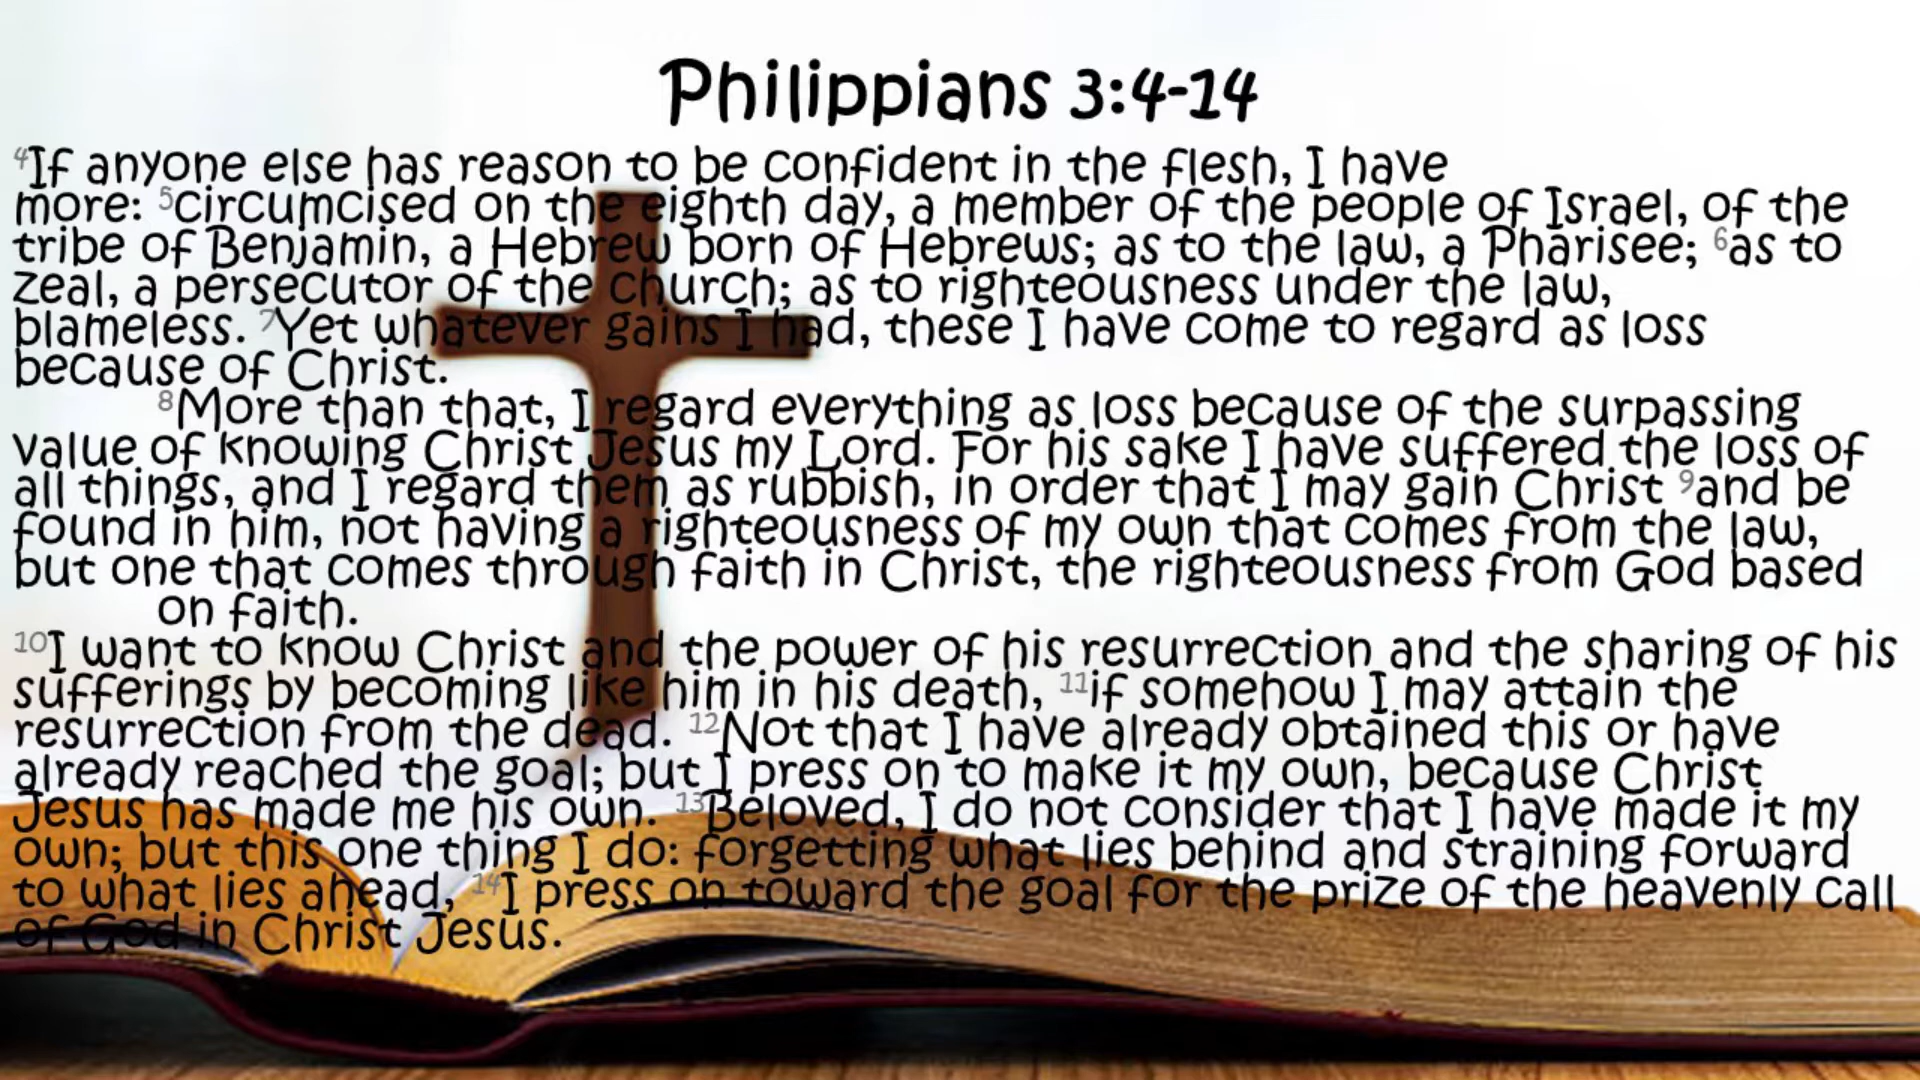 Philippians 3:4-14
4If anyone else has reason to be confident in the flesh, I have
more: 5circumcised on the eighth day, a member of the people of Israel, of the
tribe of Benjamin, a Hebrew born of Hebrews; as to the law, a Pharisee; 6as to
zeal, a persecutor of the church; as to righteousness under the law,
blameless. 7Yet whatever gains I had, these I have come to regard as loss
because of Christ.
8More than that, I regard everything as loss because of the surpassing
value of knowing Christ Jesus my Lord. For his sake I have suffered the loss of
all things, and I regard them as rubbish, in order that I may gain Christ 9and be
found in him, not having a righteousness of my own that comes from the law,
but one that comes through faith in Christ, the righteousness from God based
on faith.
10I want to know Christ and the power of his resurrection and the sharing of his
sufferings by becoming like him in his death, 11if somehow I may attain the
resurrection from the dead. 12Not that I have already obtained this or have
already reached the goal; but I press on to make it my own, because Christ
Jesus has made me his own. 13Beloved, I do not consider that I have made it my
own; but this one thing I do: forgetting what lies behind and straining forward
to what lies ahead, 14I press on toward the goal for the prize of the heavenly call
of God in Christ Jesus.